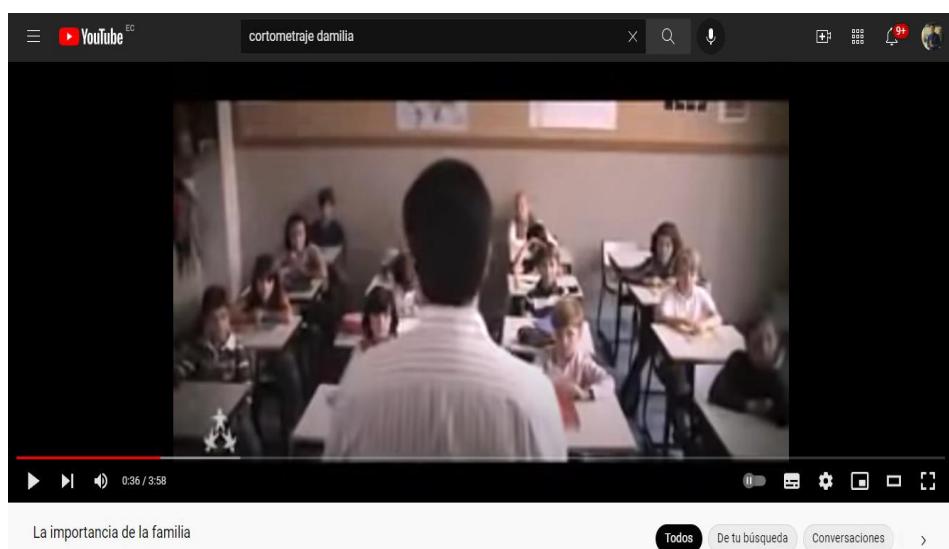 YouTube EC
cortometraje damilia
9+
0:36 / 3:58
La importancia de la familia
Todos
De tu búsqueda
Conversaciones